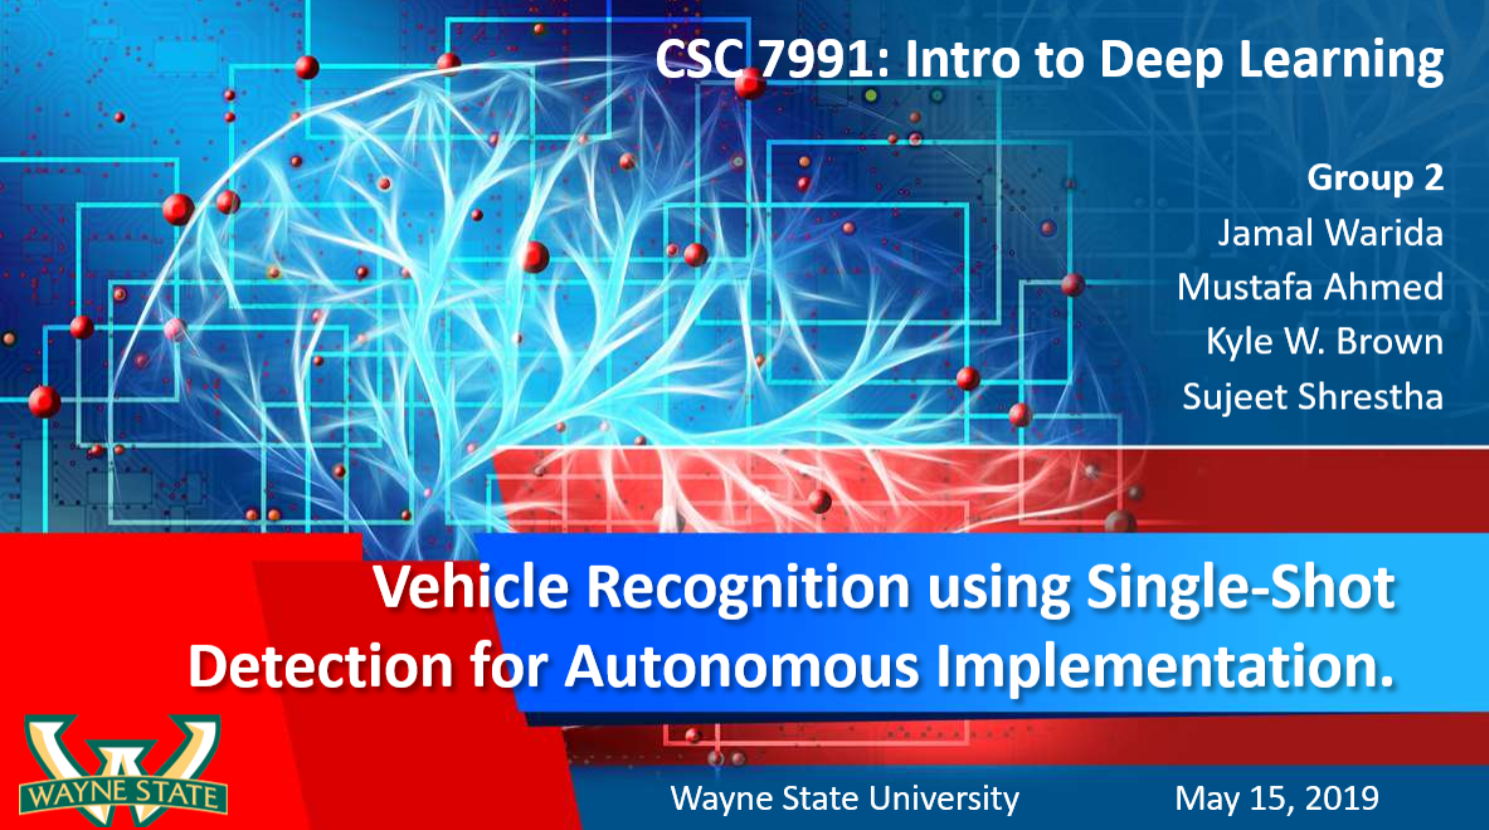 CSC 7991: Intro to Deep Learning
Group 2
Jamal Warida
Mustafa Ahmed
Kyle W. Brown
Sujeet Shrestha
Vehicle Recognition using Single-Shot
Detection for Autonomous Implementation.
WAYNE STATE
Wayne State University
May 15, 2019